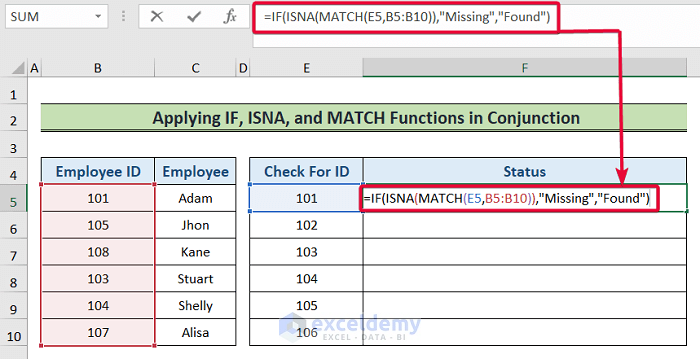 SUM =IF(ISNA(MATCH(E5,B5:B10)),"Missing","Found")
A B C D E F
1
2 Applying IF, ISNA, and MATCH Functions in Conjunction
3
4 Employee ID Employee Check For ID Status
5 101 Adam 101 =IF(ISNA(MATCH(E5,B5:B10)),"Missing","Found")
6 105 Jhon 102
7 108 Kane 103
8 103 Stuart 104
9 104 Shelly 105
10 107 Alisa 106
exceldemy
EXCEL - DATA - BI